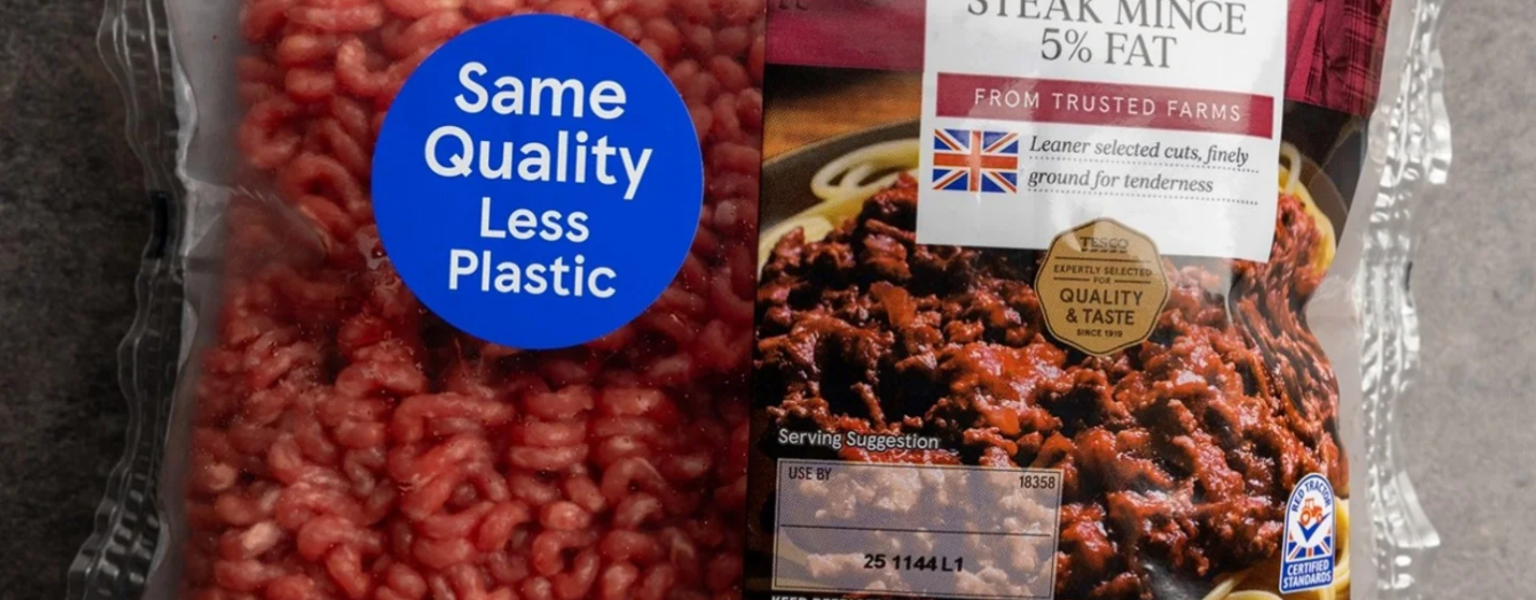 Same
Quality
Less
Plastic
STEAK MINCE
5% FAT
FROM TRUSTED FARMS
Leaner selected cuts, finely
ground for tenderness
TESCO
EXPERTLY SELECTED
FOR
QUALITY
& TASTE
SINCE 1919
Serving Suggestion
USE BY
18358
25 1144 L1
RED TRACTOR
CERTIFIED
STANDARDS